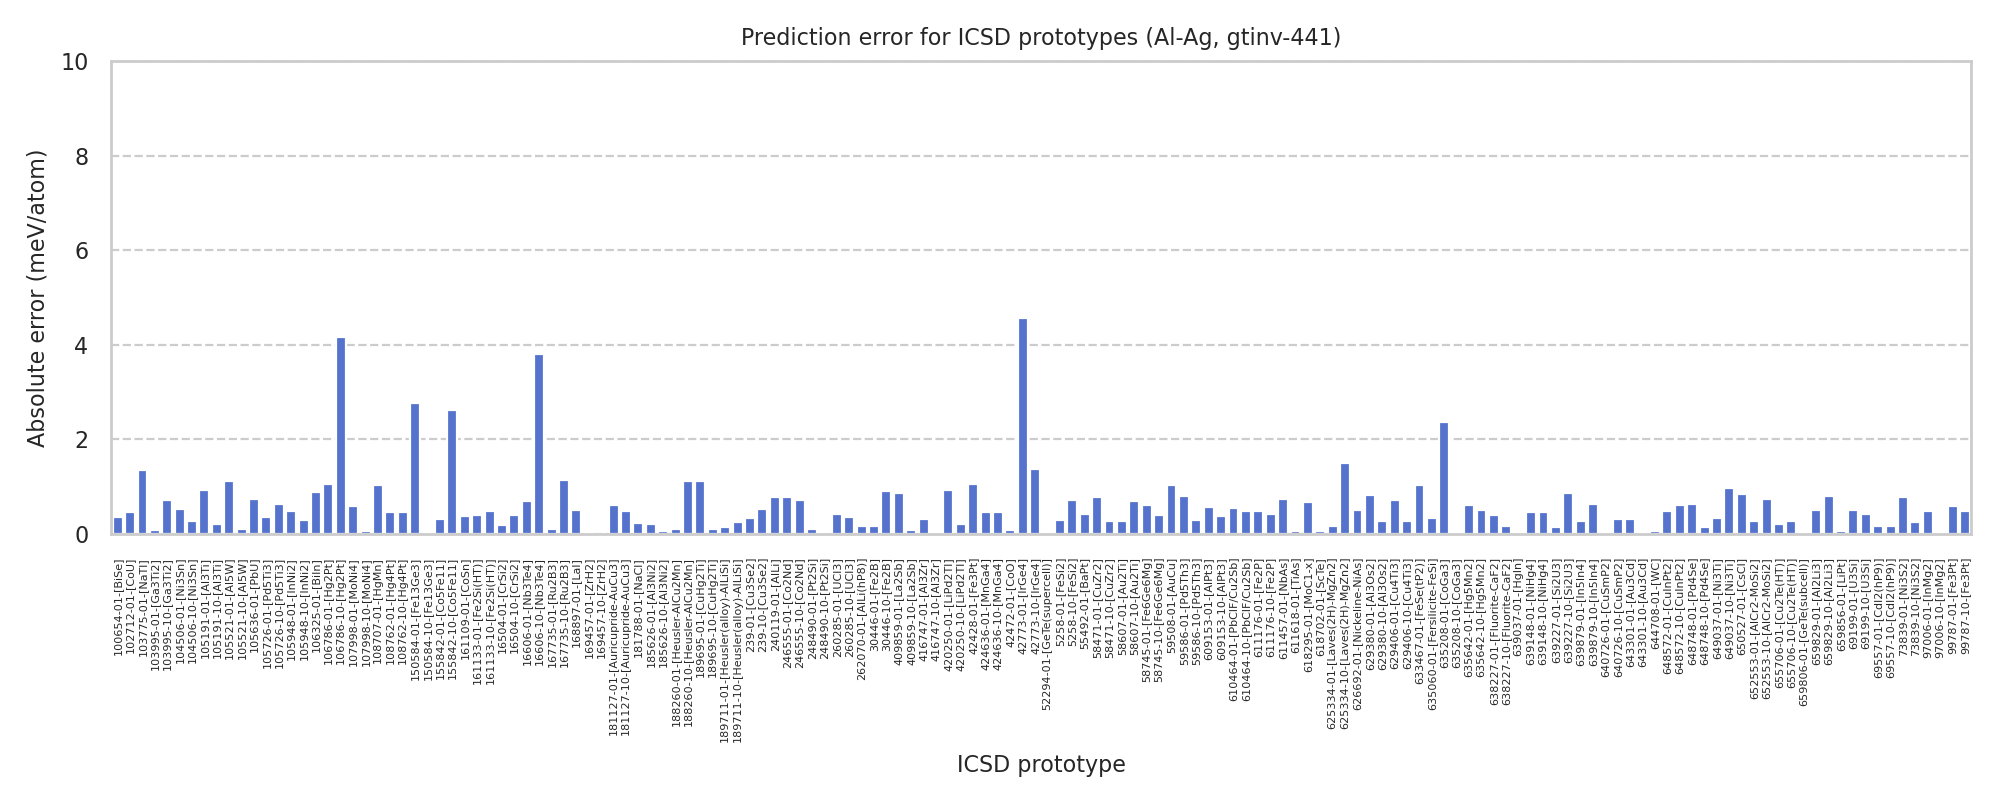 Prediction error for ICSD prototypes (Al-Ag, gtinv-441)
Absolute error (meV/atom)
10
8
6
4
2
0
100654-01-[BiSe]
102712-01-[CoU]
103775-01-[NaTl]
103995-01-[Ga3Ti2]
103995-10-[Ga3Ti2]
104506-01-[Ni3Sn]
104506-10-[Ni3Sn]
105191-01-[Al3Ti]
105191-10-[Al3Ti]
105521-01-[Al5W]
105521-10-[Al5W]
105636-01-[PbU]
105726-01-[Pd5Ti3]
105726-10-[Pd5Ti3]
105948-01-[InNi2]
105948-10-[InNi2]
106325-01-[BiIn]
106786-01-[Hg2Pt]
106786-10-[Hg2Pt]
107998-01-[MoNi4]
107998-10-[MoNi4]
108707-01-[HgMn]
108762-01-[Hg4Pt]
108762-10-[Hg4Pt]
150584-01-[Fe13Ge3]
150584-10-[Fe13Ge3]
155842-01-[Co5Fe11]
155842-10-[Co5Fe11]
161109-01-[CoSn]
161133-01-[Fe2Si(HT)]
161133-10-[Fe2Si(HT)]
16504-01-[CrSi2]
16504-10-[CrSi2]
16606-01-[Nb3Te4]
16606-10-[Nb3Te4]
167735-01-[Ru2B3]
167735-10-[Ru2B3]
168897-01-[LaI]
169457-01-[ZrH2]
169457-10-[ZrH2]
181127-01-[Auricupride-AuCu3]
181127-10-[Auricupride-AuCu3]
181788-01-[NaCl]
185626-01-[Al3Ni2]
185626-10-[Al3Ni2]
188260-01-[Heusler-AlCu2Mn]
188260-10-[Heusler-AlCu2Mn]
189695-01-[CuHg2Ti]
189695-10-[CuHg2Ti]
189711-01-[Heusler(alloy)-AlLiSi]
189711-10-[Heusler(alloy)-AlLiSi]
239-01-[Cu3Se2]
239-10-[Cu3Se2]
240119-01-[AlLi]
246555-01-[Co2Nd]
246555-10-[Co2Nd]
248490-01-[Pt2Si]
248490-10-[Pt2Si]
260285-01-[UCl3]
260285-10-[UCl3]
262070-01-[AlLi(hP8)]
30446-01-[Fe2B]
30446-10-[Fe2B]
409859-01-[La2Sb]
409859-10-[La2Sb]
416747-01-[Al3Zr]
416747-10-[Al3Zr]
420250-01-[LiPd2Tl]
420250-10-[LiPd2Tl]
42428-01-[Fe3Pt]
424636-01-[MnGa4]
424636-10-[MnGa4]
42472-01-[CoO]
42773-01-[IrGe4]
42773-10-[IrGe4]
52294-01-[GeTe(supercell)]
5258-01-[FeSi2]
5258-10-[FeSi2]
55492-01-[BaPt]
58471-01-[CuZr2]
58471-10-[CuZr2]
58607-01-[Au2Ti]
58607-10-[Au2Ti]
58745-01-[Fe6Ge6Mg]
58745-10-[Fe6Ge6Mg]
59508-01-[AuCu]
59586-01-[Pd5Th3]
59586-10-[Pd5Th3]
609153-01-[AlPt3]
609153-10-[AlPt3]
610464-01-[PbClF/Cu2Sb]
610464-10-[PbClF/Cu2Sb]
611176-01-[Fe2P]
611176-10-[Fe2P]
611457-01-[NbAs]
611618-01-[TiAs]
618295-01-[MoC1-x]
618702-01-[ScTe]
625334-01-[Laves(2H)-MgZn2]
625334-10-[Laves(2H)-MgZn2]
626692-01-[Nickeline-NiAs]
629380-01-[Al3Os2]
629380-10-[Al3Os2]
629406-01-[Cu4Ti3]
629406-10-[Cu4Ti3]
633467-01-[FeSe(tP2)]
635060-01-[Fersilicite-FeSi]
635208-01-[CoGa3]
635208-10-[CoGa3]
635642-01-[Hg5Mn2]
635642-10-[Hg5Mn2]
638227-01-[Fluorite-CaF2]
638227-10-[Fluorite-CaF2]
639037-01-[HgIn]
639148-01-[NiHg4]
639148-10-[NiHg4]
639227-01-[Si2U3]
639227-10-[Si2U3]
639879-01-[In5In4]
639879-10-[In5In4]
640726-01-[CuSmP2]
640726-10-[CuSmP2]
643301-01-[Au3Cd]
643301-10-[Au3Cd]
644708-01-[WC]
648572-01-[CuInPt2]
648572-10-[CuInPt2]
648748-01-[Pd4Se]
648748-10-[Pd4Se]
649037-01-[Ni3Ti]
649037-10-[Ni3Ti]
650527-01-[CsCl]
652553-01-[AlCr2-MoSi2]
652553-10-[AlCr2-MoSi2]
655706-01-[Cu2Te(HT)]
655706-10-[Cu2Te(HT)]
659806-01-[GeTe(subcell)]
659829-01-[Al2Li3]
659829-10-[Al2Li3]
659856-01-[LiPt]
69199-01-[U3Si]
69199-10-[U3Si]
69557-01-[CdI2(hP9)]
69557-10-[CdI2(hP9)]
73839-01-[Ni3S2]
73839-10-[Ni3S2]
97006-01-[InMg2]
97006-10-[InMg2]
99787-01-[Fe3Pt]
99787-10-[Fe3Pt]
ICSD prototype